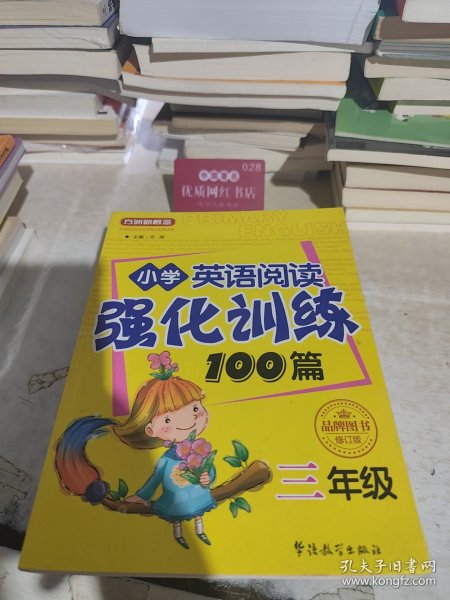 028
中国書店
优质网红书店
方洲新概念
PRIMARY
ENGLISH
主编/方洲
小学
英语阅读
强化训练
100篇
品牌图书
修订版
三年级
华语教学出版社
孔夫子旧书网
www.kongfz.com